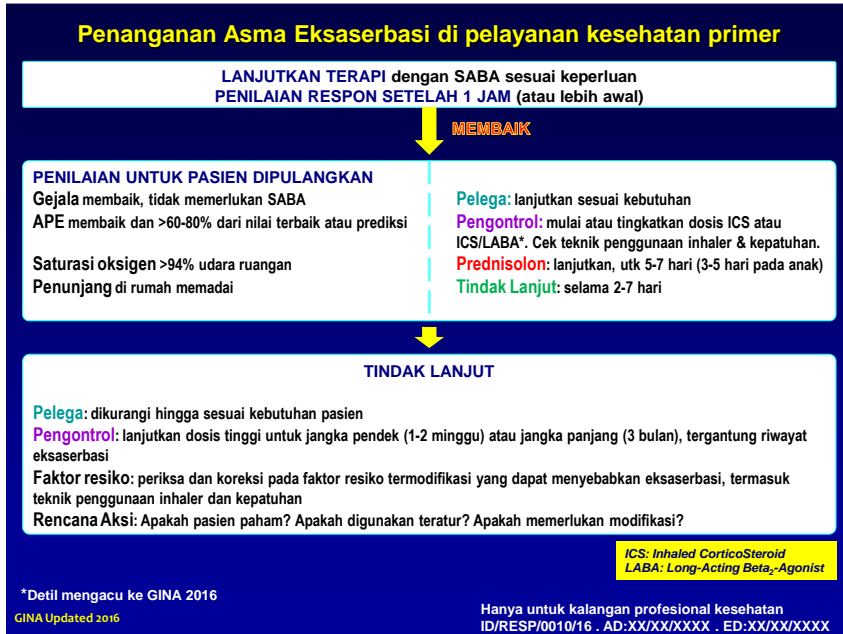 Penanganan Asma Eksaserbasi di pelayanan kesehatan primer
LANJUTKAN TERAPI dengan SABA sesuai keperluan
PENILAIAN RESPON SETELAH 1 JAM (atau lebih awal)
MEMBAIK
PENILAIAN UNTUK PASIEN DIPULANGKAN
Gejala membaik, tidak memerlukan SABA
APE membaik dan >60-80% dari nilai terbaik atau prediksi
Saturasi oksigen >94% udara ruangan
Penunjang di rumah memadai
Pelega: lanjutkan sesuai kebutuhan
Pengontrol: mulai atau tingkatkan dosis ICS atau
ICS/LABA*. Cek teknik penggunaan inhaler & kepatuhan.
Prednisolon: lanjutkan, utk 5-7 hari (3-5 hari pada anak)
Tindak Lanjut: selama 2-7 hari
TINDAK LANJUT
Pelega: dikurangi hingga sesuai kebutuhan pasien
Pengontrol: lanjutkan dosis tinggi untuk jangka pendek (1-2 minggu) atau jangka panjang (3 bulan), tergantung riwayat
eksaserbasi
Faktor resiko: periksa dan koreksi pada faktor resiko termodifikasi yang dapat menyebabkan eksaserbasi, termasuk
teknik penggunaan inhaler dan kepatuhan
Rencana Aksi: Apakah pasien paham? Apakah digunakan teratur? Apakah memerlukan modifikasi?
ICS: Inhaled CorticoSteroid
LABA: Long-Acting Beta2-Agonist
*Detil mengacu ke GINA 2016
GINA Updated 2016
Hanya untuk kalangan profesional kesehatan
ID/RESP/0010/16 . AD:XX/XX/XXXX . ED:XX/XX/XXXX